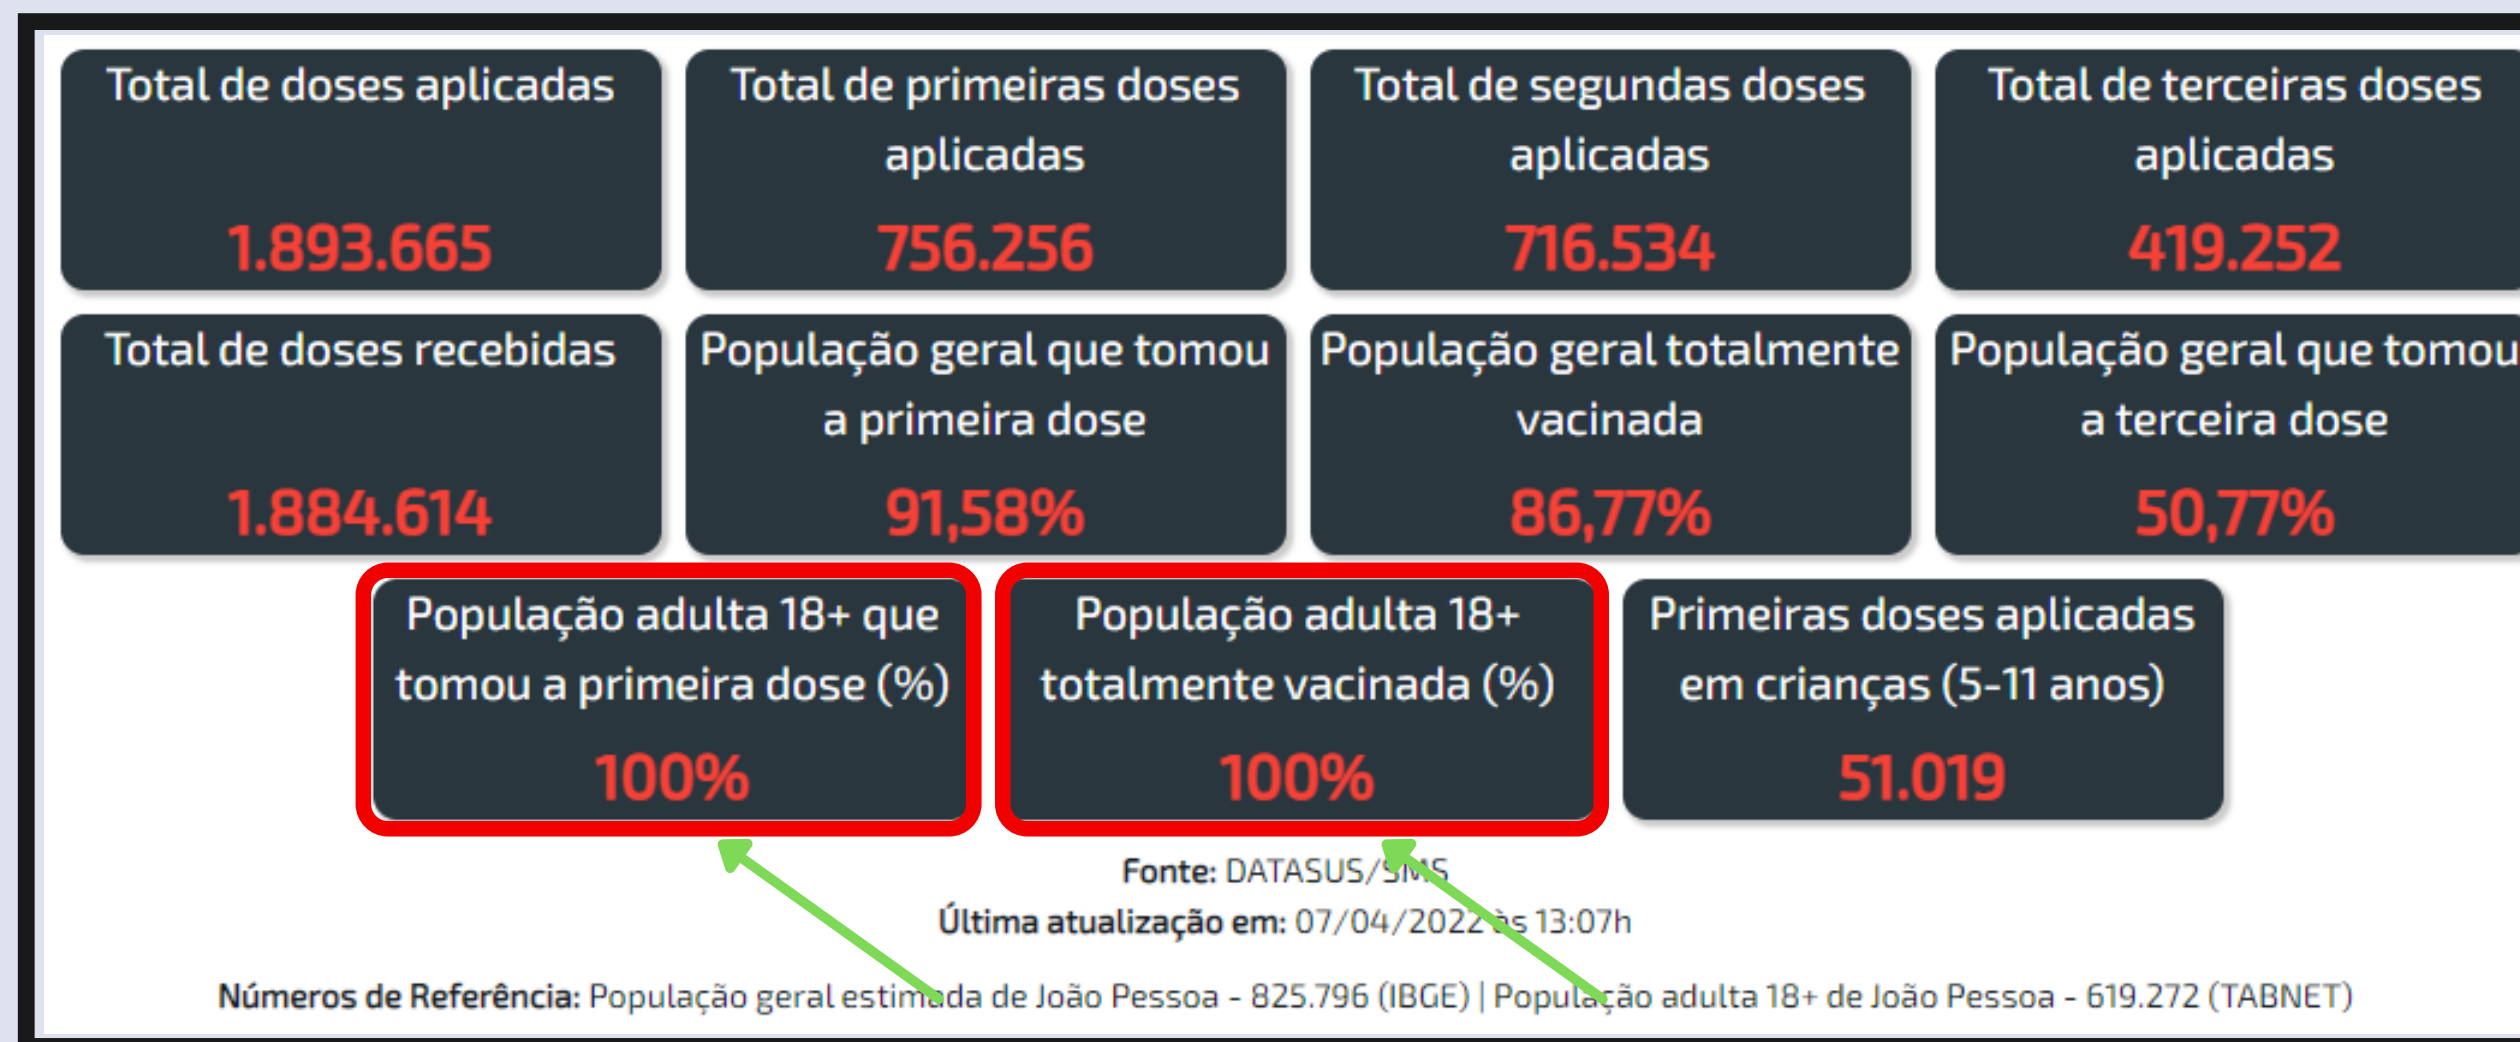 Total de doses aplicadas
1.893.665
Total de primeiras doses
aplicadas
756.256
Total de segundas doses
aplicadas
716.534
Total de terceiras doses
aplicadas
419.252
Total de doses recebidas
1.884.614
População geral que tomou
a primeira dose
91,58%
População geral totalmente
vacinada
86,77%
População geral que tomou
a terceira dose
50,77%
População adulta 18+ que
tomou a primeira dose (%)
100%
População adulta 18+
totalmente vacinada (%)
100%
Primeiras doses aplicadas
em crianças (5-11 anos)
51.019
Fonte: DATASUS/SMS
Última atualização em: 07/04/2022 às 13:07h
Números de Referência: População geral estimada de João Pessoa - 825.796 (IBGE) | População adulta 18+ de João Pessoa - 619.272 (TABNET)